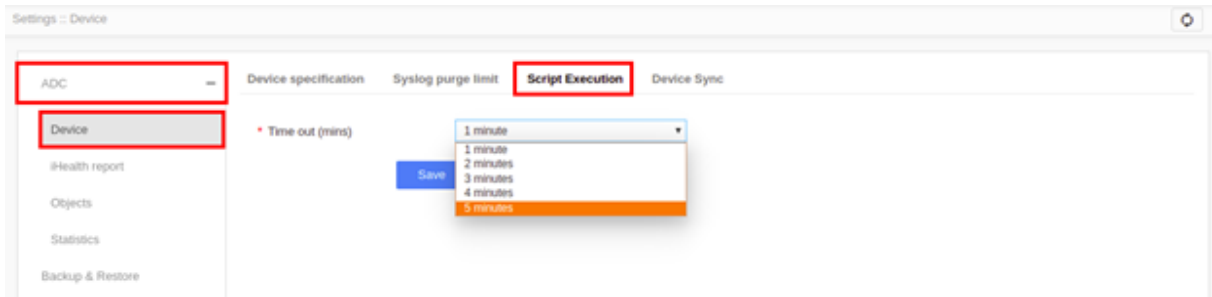 Settings :: Device
ADC
Device
iHealth report
Objects
Statistics
Backup & Restore
Device specification Syslog purge limit Script Execution Device Sync
* Time out (mins) 1 minute
1 minute
2 minutes
3 minutes
4 minutes
5 minutes
Save